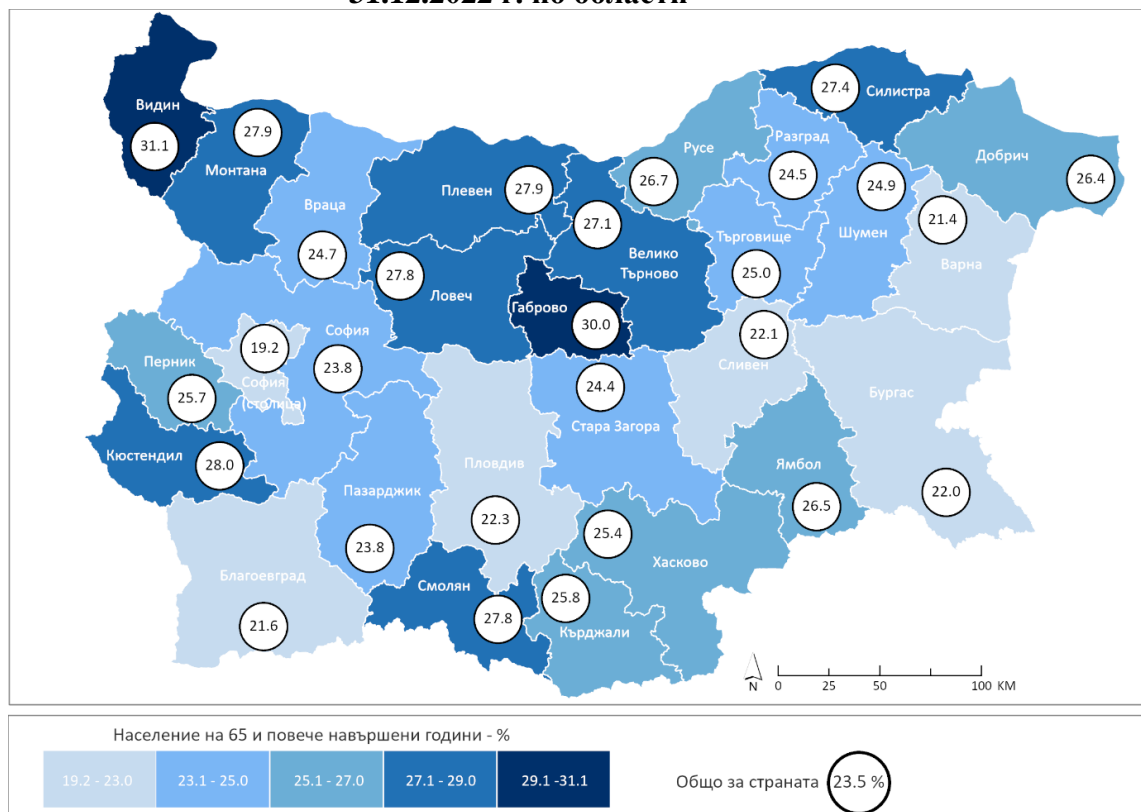 31.12.2022 г. по области
Видин
31.1
27.9
Монтана
Враца
24.7
Плевен
27.9
27.8
Ловеч
27.1
Велико
Търново
Габрово
30.0
Русе
26.7
27.4
Силистра
Разград
24.5
24.9
Шумен
Добрич
26.4
21.4
Варна
Търговище
25.0
22.1
Сливен
Бургас
22.0
19.2
София
(столица)
София
23.8
Перник
25.7
Кюстендил
28.0
Пазарджик
23.8
Пловдив
22.3
24.4
Стара Загора
Ямбол
26.5
25.4
Хасково
Благоевград
21.6
Смолян
27.8
25.8
Кърджали
N
0 25 50 100 КМ
Население на 65 и повече навършени години - %
19.2 - 23.0 23.1 - 25.0 25.1 - 27.0 27.1 - 29.0 29.1 -31.1
Общо за страната 23.5 %